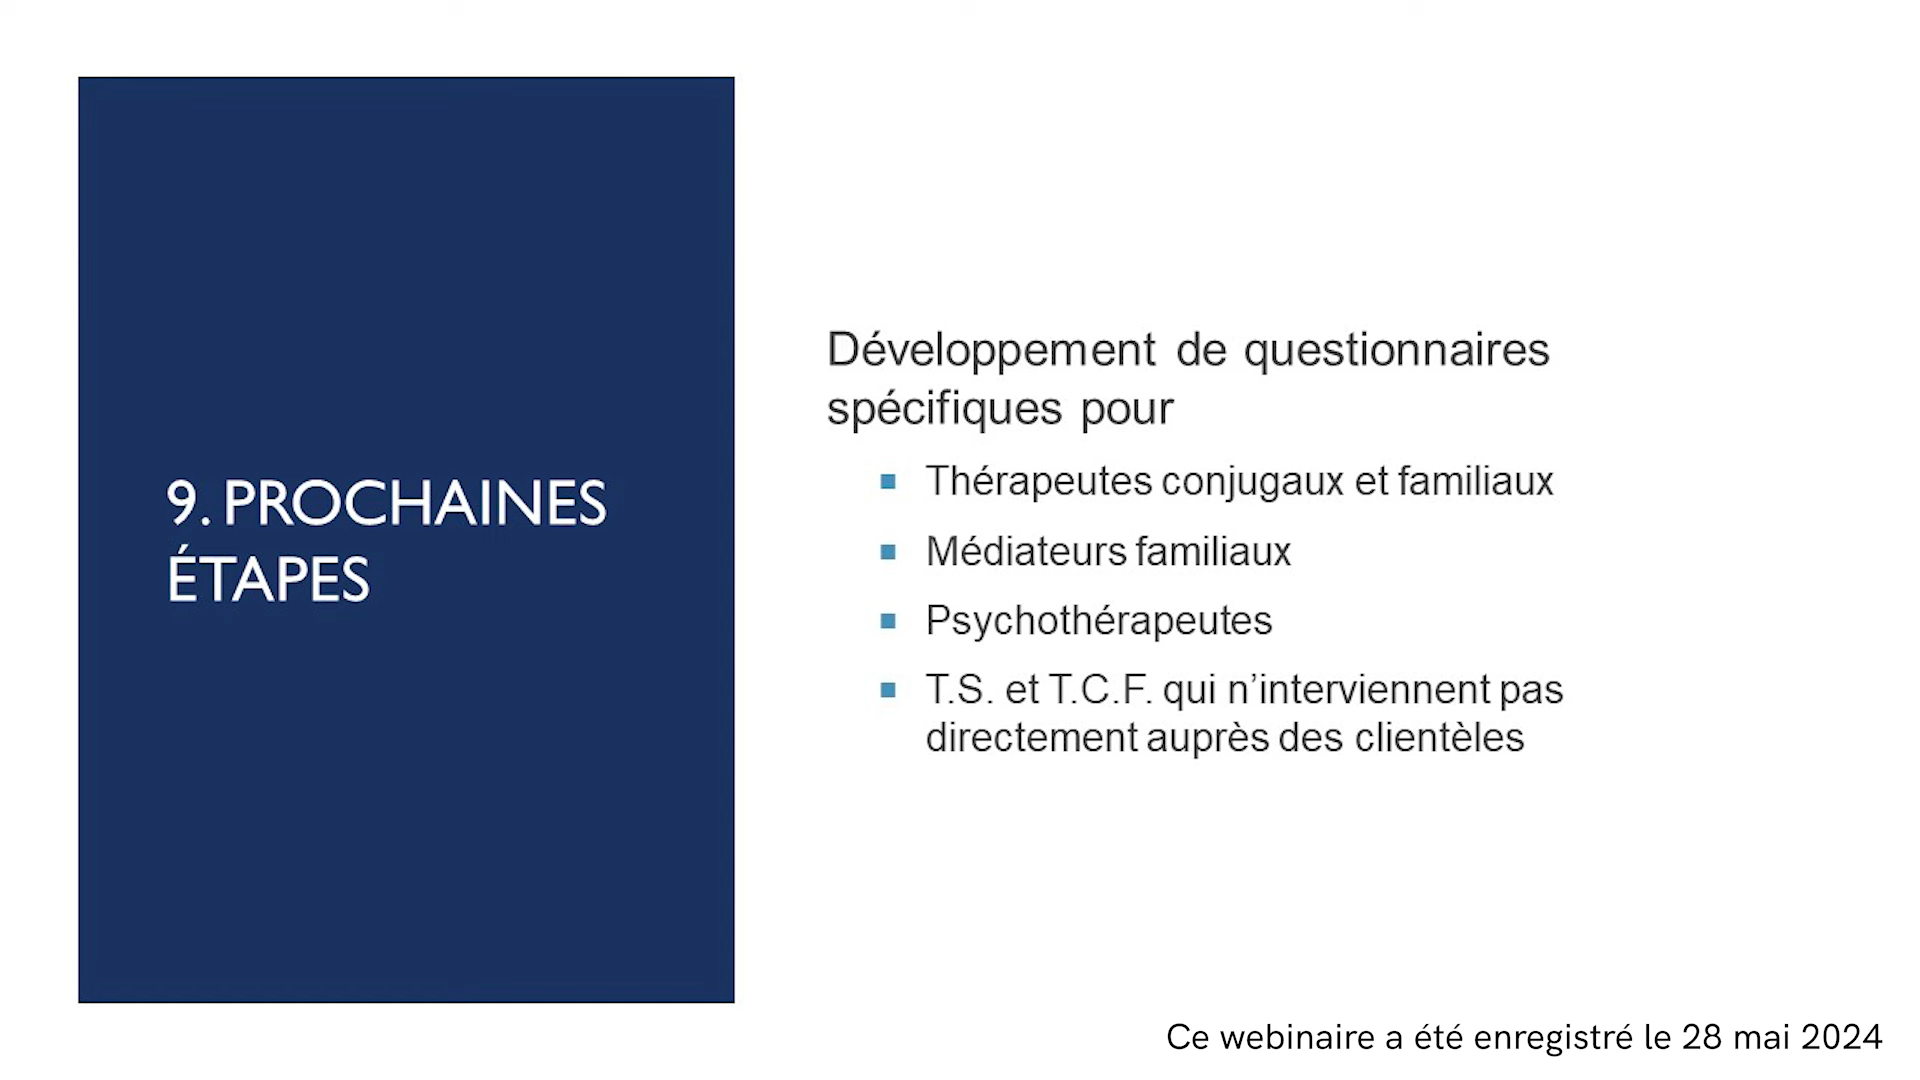 9. PROCHAINES
ÉTAPES
Développement de questionnaires
spécifiques pour
Thérapeutes conjugaux et familiaux
Médiateurs familiaux
Psychothérapeutes
T.S. et T.C.F. qui n’interviennent pas
directement auprès des clientèles
Ce webinaire a été enregistré le 28 mai 2024